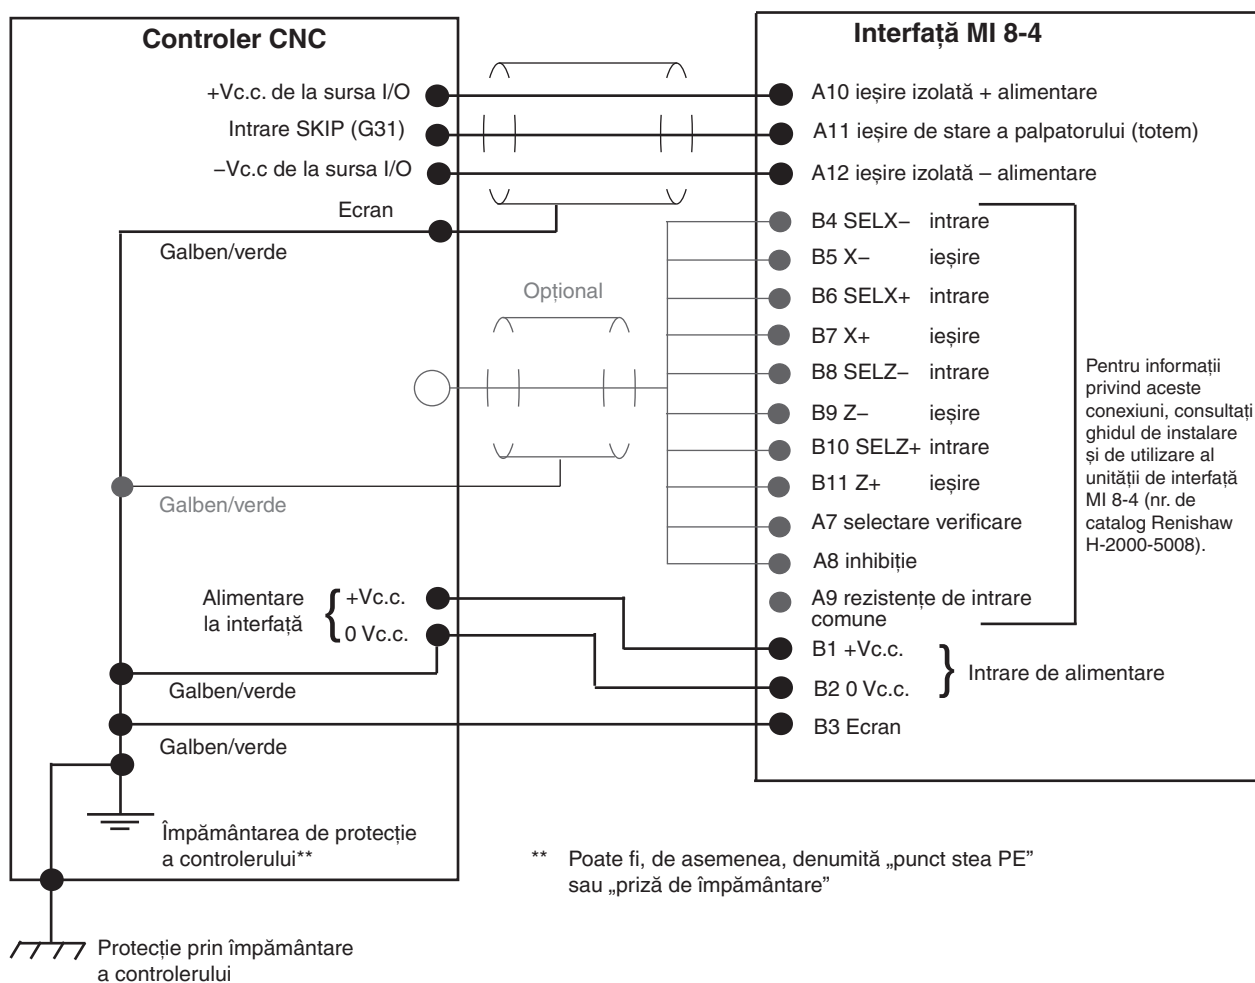 Controler CNC
Interfață MI 8-4
+Vc.c. de la sursa I/O
A10 ieșire izolată + alimentare
Intrare SKIP (G31)
A11 ieșire de stare a palpatorului (totem)
−Vc.c de la sursa I/O
A12 ieșire izolată – alimentare
Ecran
Galben/verde
B4 SELX− intrare
B5 X− ieșire
Opțional
B6 SELX+ intrare
B7 X+ ieșire
B8 SELZ− intrare
B9 Z− ieșire
B10 SELZ+ intrare
B11 Z+ ieșire
Galben/verde
A7 selectare verificare
A8 inhibiție
A9 rezistențe de intrare
comune
Pentru informații
privind aceste
conexiuni, consultați
ghidul de instalare
și de utilizare al
unității de interfață
MI 8-4 (nr. de
catalog Renishaw
H-2000-5008).
Alimentare
la interfață
{ +Vc.c.
0 Vc.c.
B1 +Vc.c.
B2 0 Vc.c.
} Intrare de alimentare
Galben/verde
B3 Ecran
Galben/verde
Împământarea de protecție
a controlerului**
** Poate fi, de asemenea, denumită „punct stea PE”
sau „priză de împământare”
Protecție prin împământare
a controlerului